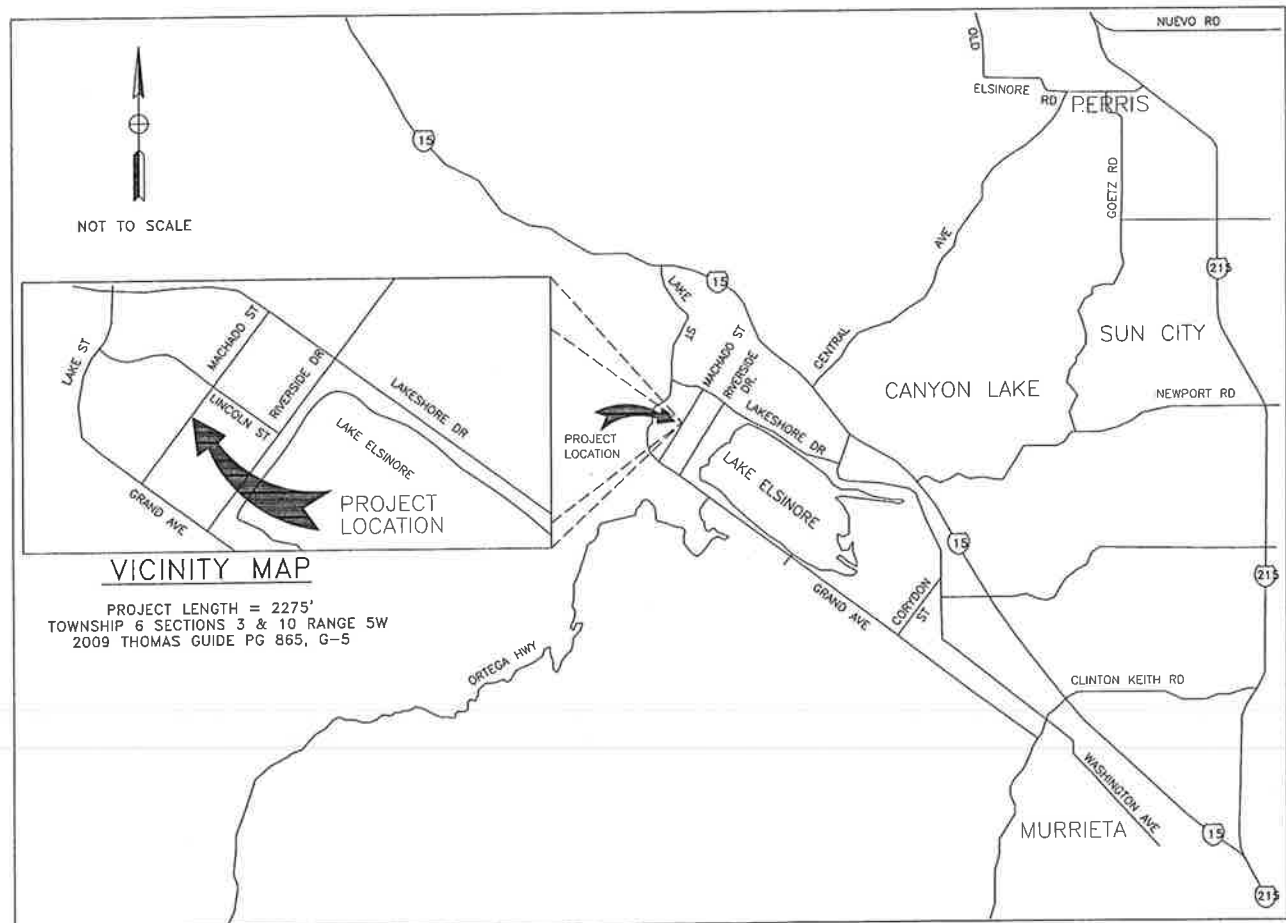 NUEVO RD
OLD
ELSINORE
RD
PERRIS
15
GOETZ RD
NOT TO SCALE
AVE
215
LAKE
ST
15
MACHADO ST
RIVERSIDE
DR.
CENTRAL
SUN CITY
CANYON LAKE
NEWPORT RD
LAKESHORE DR
PROJECT
LOCATION
LAKE ELSINORE
LAKE ST
MACHADO ST
RIVERSIDE DR
LINCOLN ST
LAKESHORE DR
LAKE ELSINORE
GRAND AVE
PROJECT
LOCATION
VICINITY MAP
PROJECT LENGTH = 2275'
TOWNSHIP 6 SECTIONS 3 & 10 RANGE 5W
2009 THOMAS GUIDE PG 865, G-5
15
215
GRAND AVE
CORYDON
ST
ORTEGA HWY
CLINTON KEITH RD
WASHINGTON AVE
MURRIETA
15
215